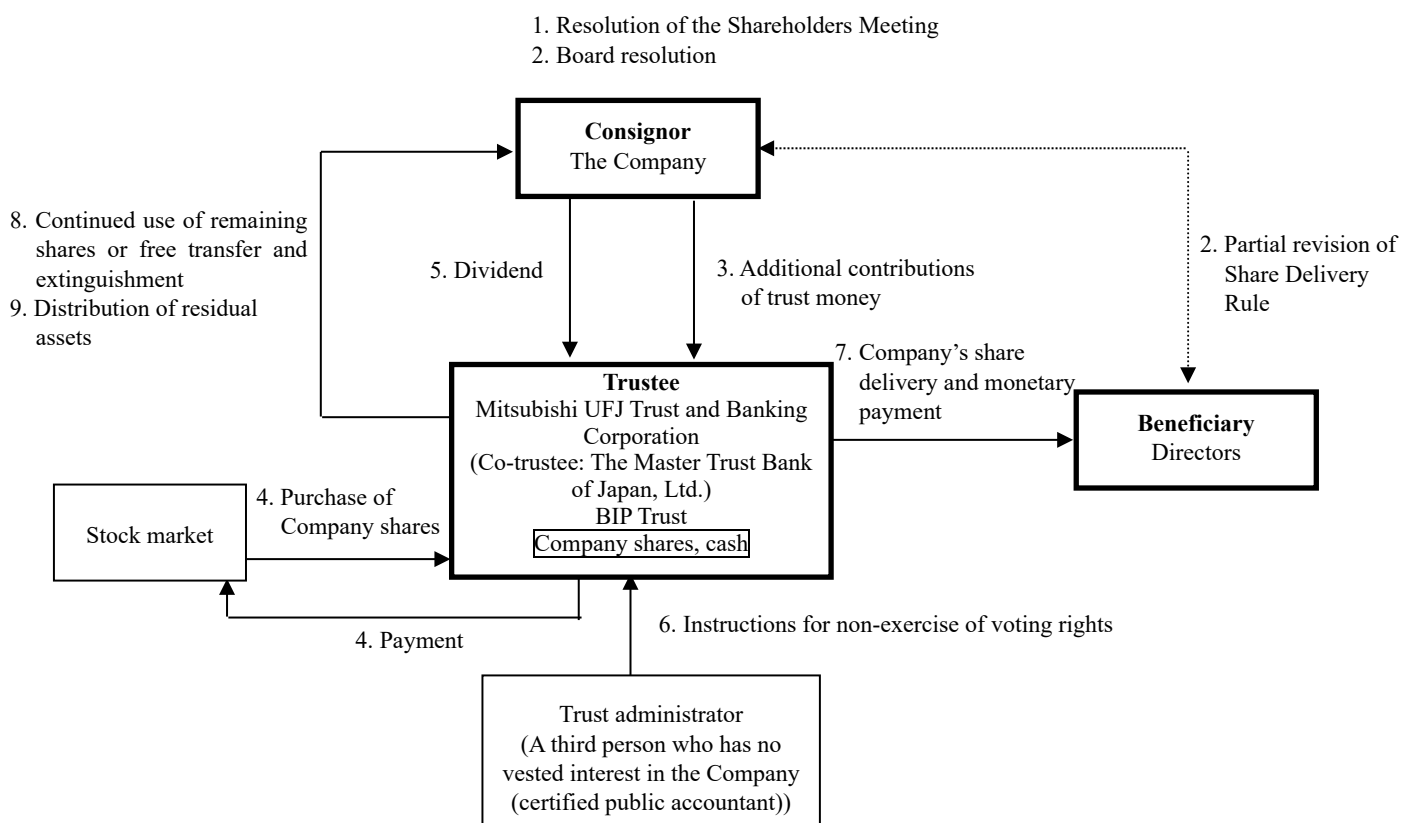 1. Resolution of the Shareholders Meeting
2. Board resolution
Consignor
The Company
8. Continued use of remaining
shares or free transfer and
extinguishment
9. Distribution of residual
assets
5. Dividend
3. Additional contributions
of trust money
2. Partial revision of
Share Delivery
Rule
7. Company’s share
delivery and monetary
payment
Trustee
Mitsubishi UFJ Trust and Banking
Corporation
(Co-trustee: The Master Trust Bank
of Japan, Ltd.)
BIP Trust
Company shares, cash
Beneficiary
Directors
Stock market
4. Purchase of
Company shares
4. Payment
6. Instructions for non-exercise of voting rights
Trust administrator
(A third person who has no
vested interest in the Company
(certified public accountant))